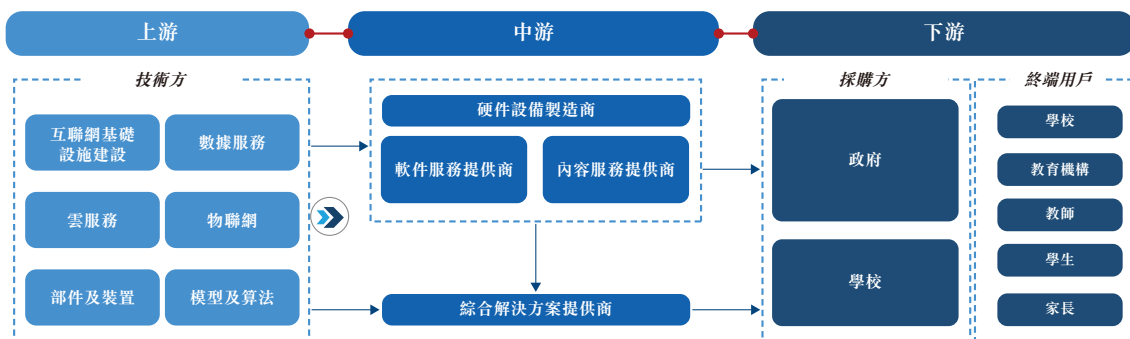 上游
中游
下游
技術方
互聯網基礎
設施建設
數據服務
雲服務
物聯網
部件及裝置
模型及算法
硬件設備製造商
軟件服務提供商
內容服務提供商
綜合解決方案提供商
採購方
政府
學校
終端用戶
學校
教育機構
教師
學生
家長